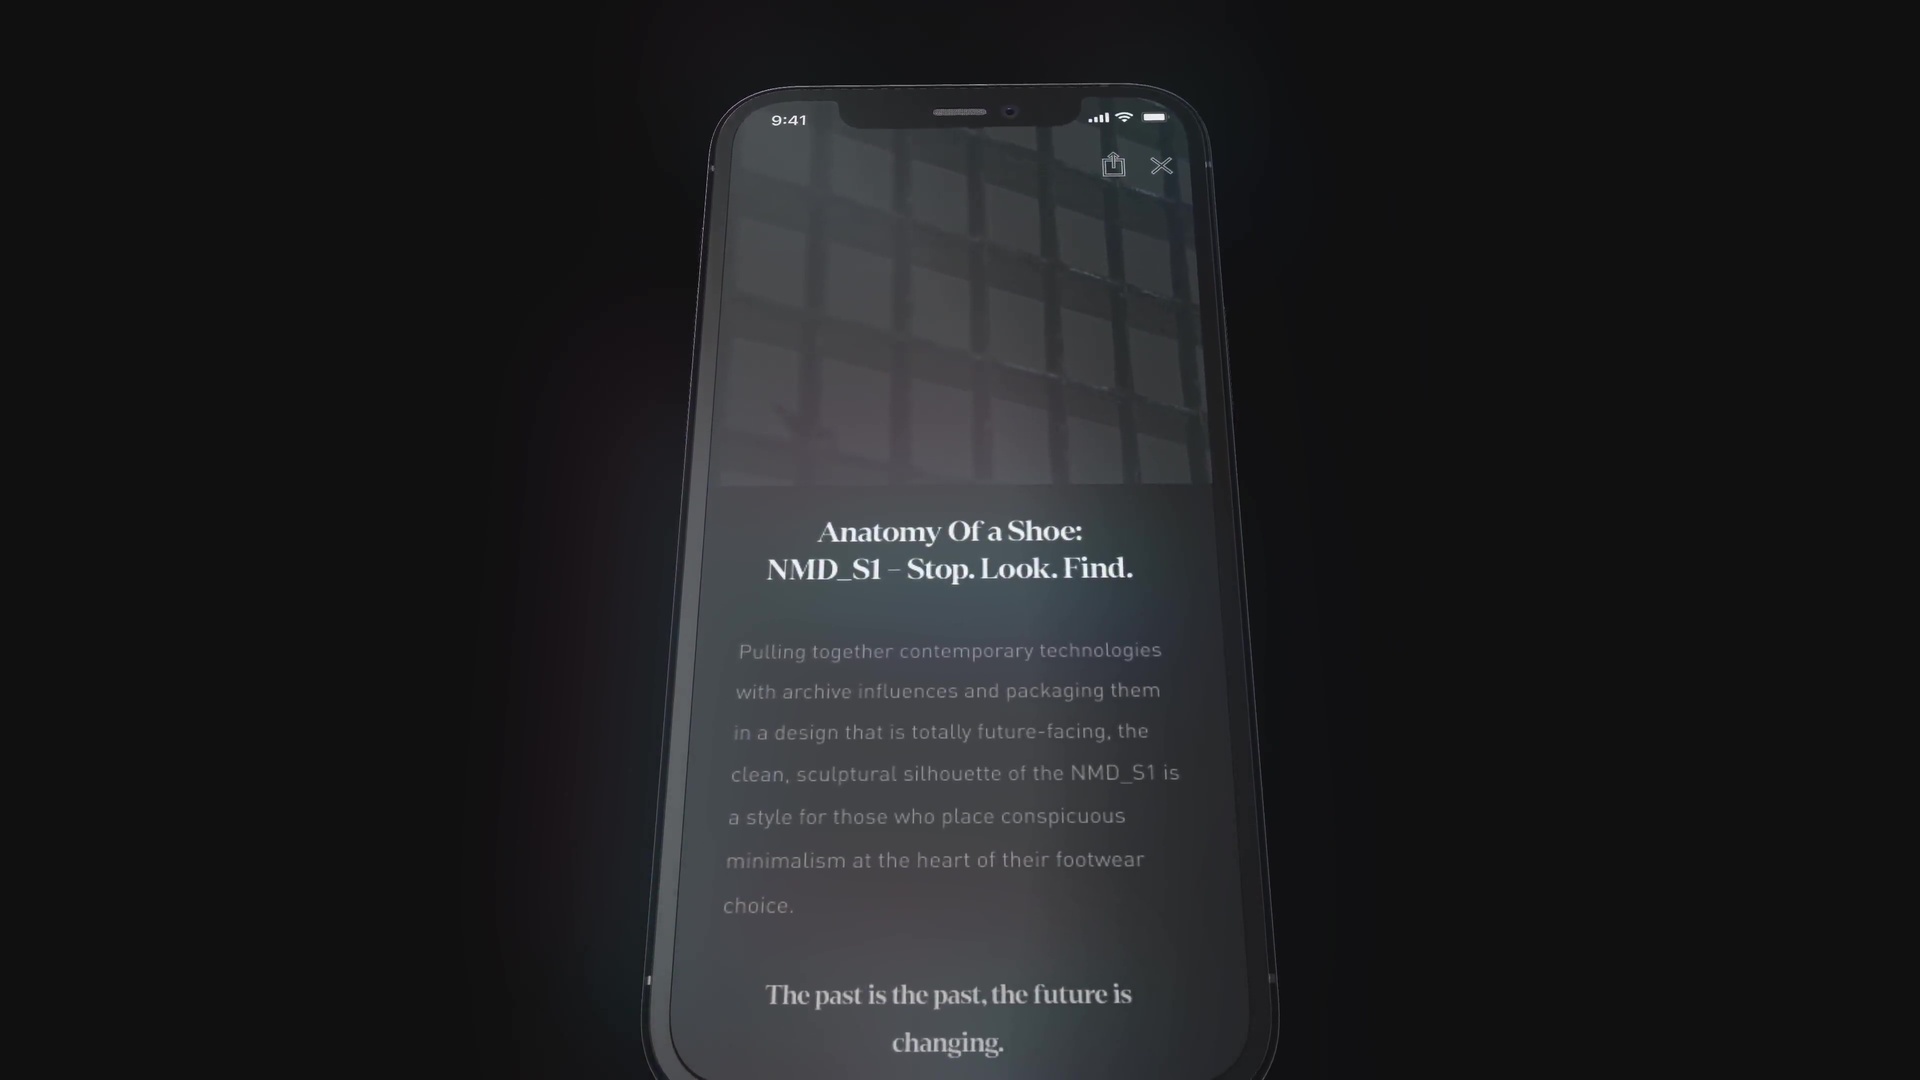 9:41
Anatomy Of a Shoe:
NMD_S1 – Stop. Look. Find.
Pulling together contemporary technologies
with archive influences and packaging them
in a design that is totally future-facing, the
clean, sculptural silhouette of the NMD_S1 is
a style for those who place conspicuous
minimalism at the heart of their footwear
choice.
The past is the past, the future is
changing.